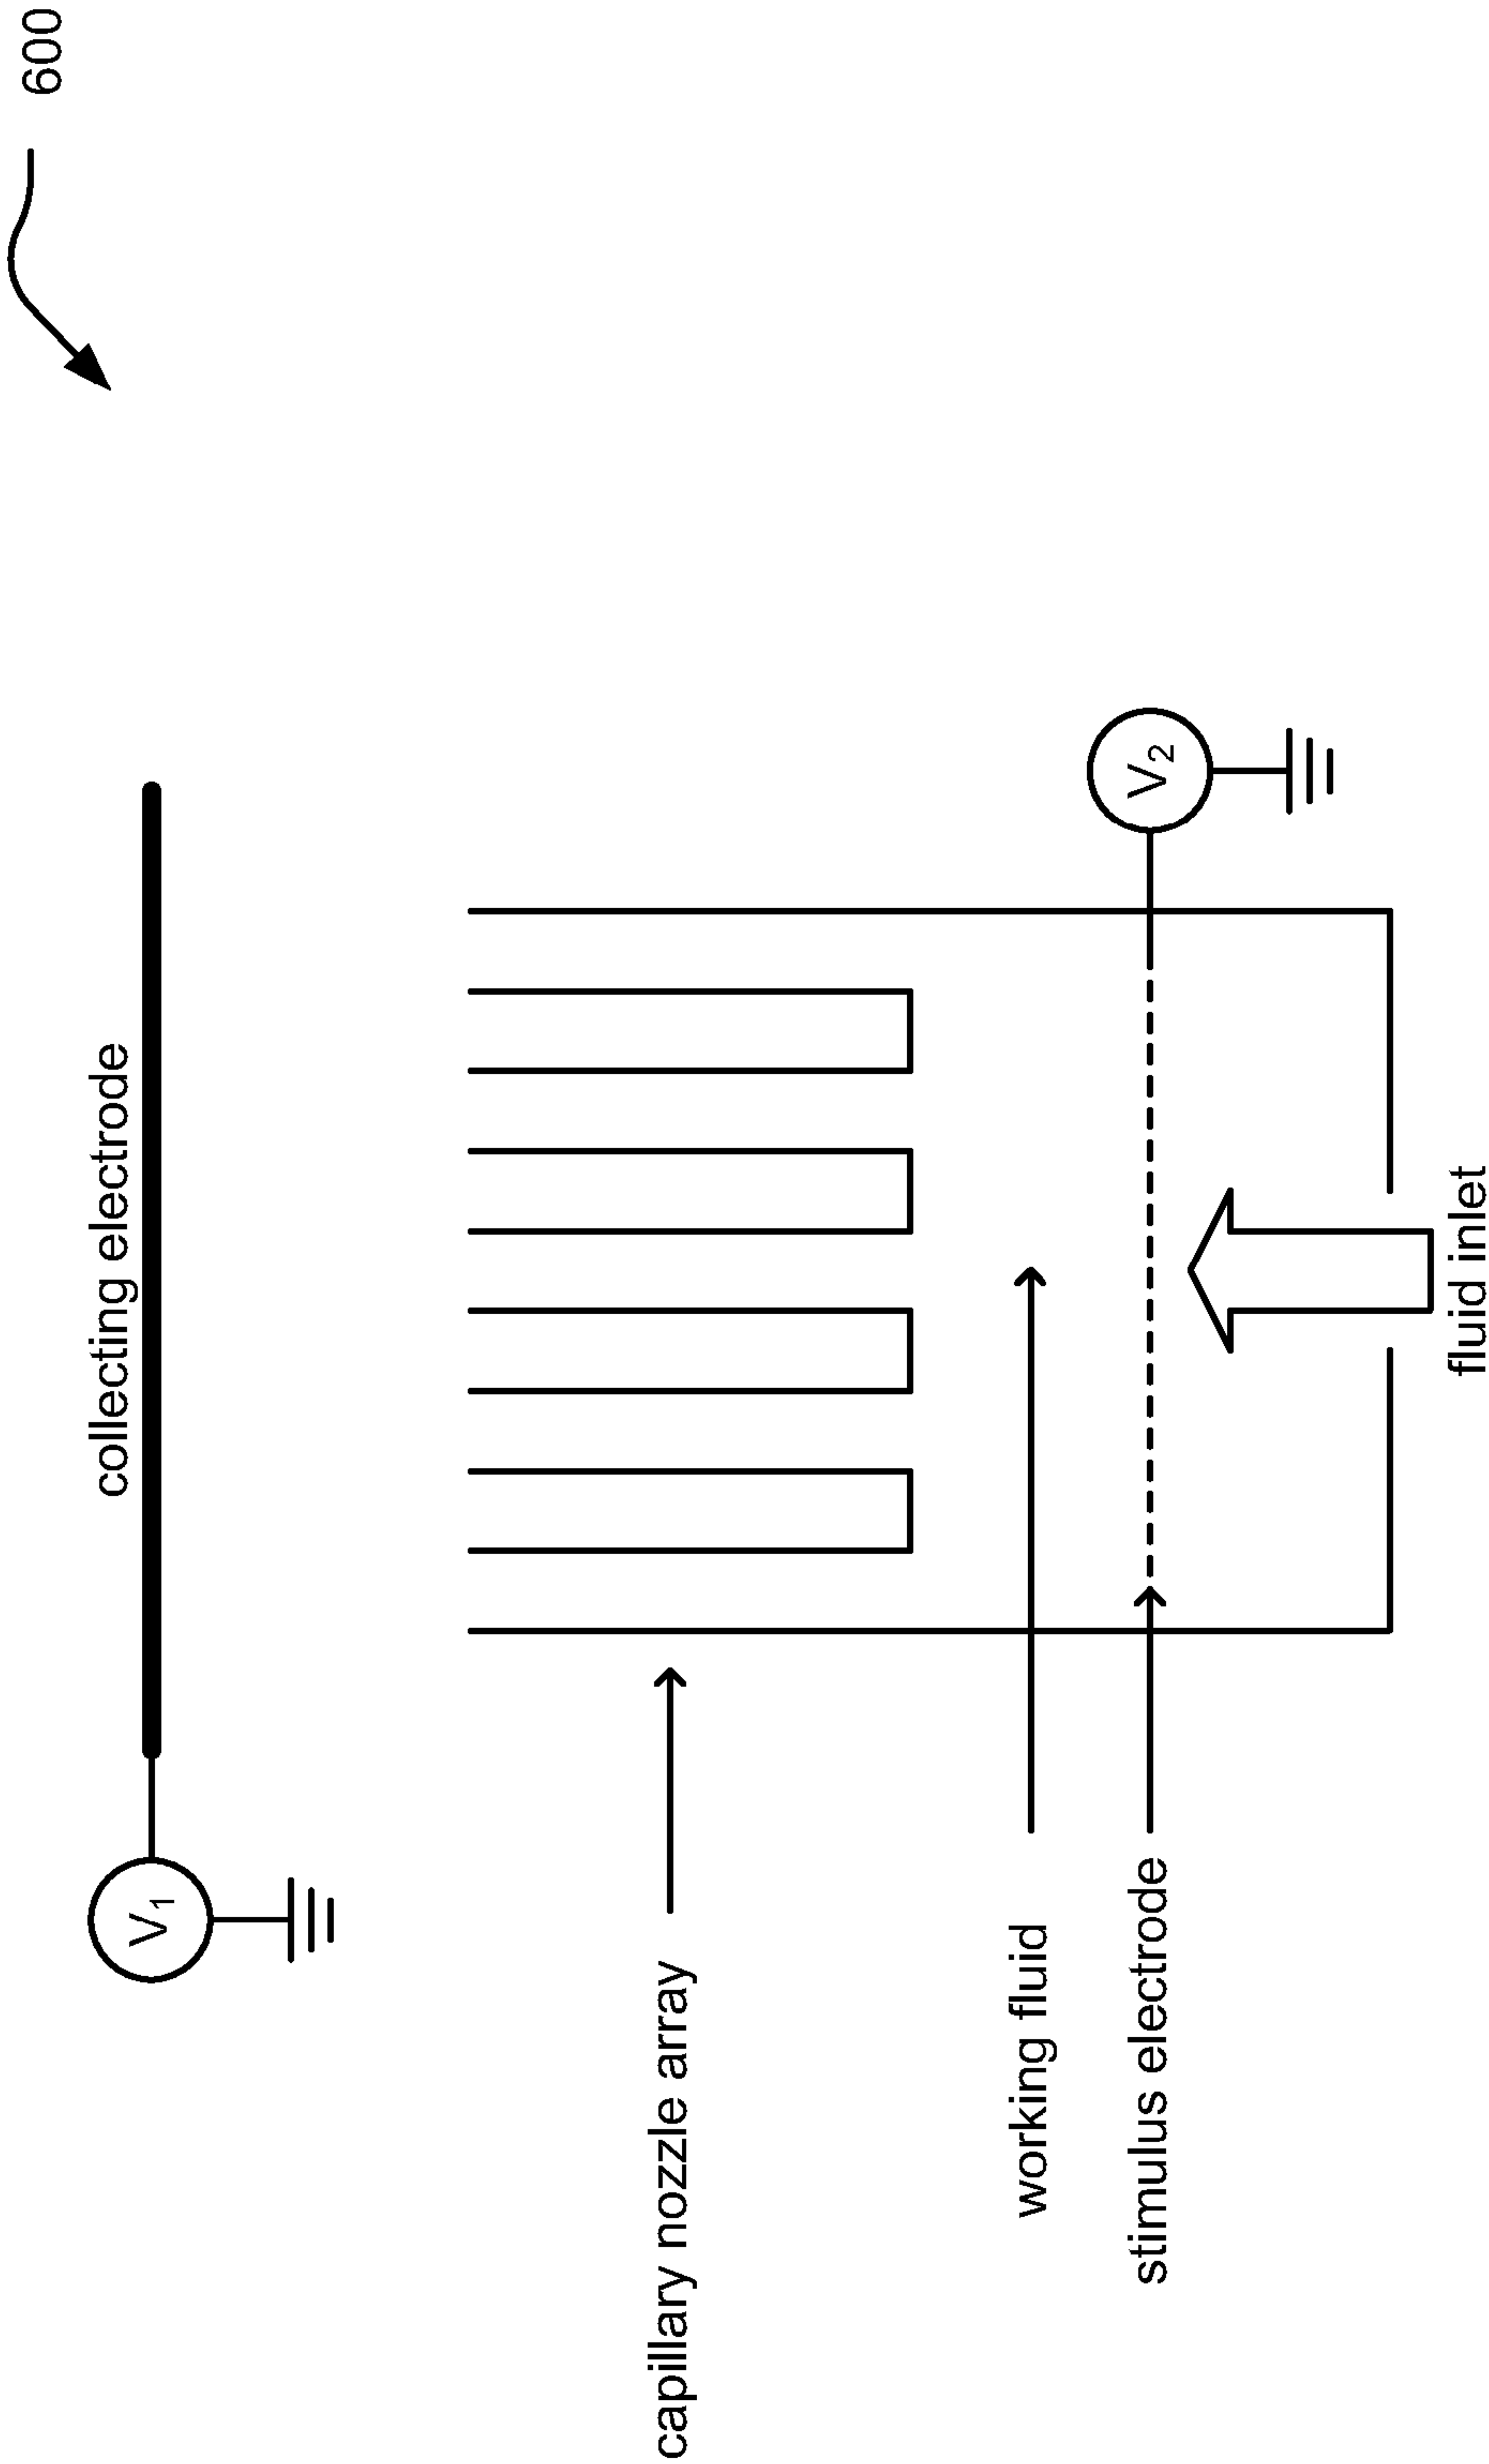 600
collecting electrode
V1
capillary nozzle array
working fluid
stimulus electrode
V2
fluid inlet